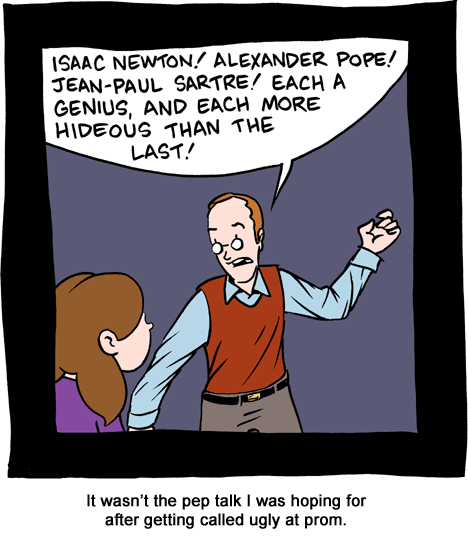 ISAAC NEWTON! ALEXANDER POPE!
JEAN-PAUL SARTRE! EACH A
GENIUS, AND EACH MORE
HIDEOUS THAN THE
LAST!
It wasn't the pep talk I was hoping for
after getting called ugly at prom.